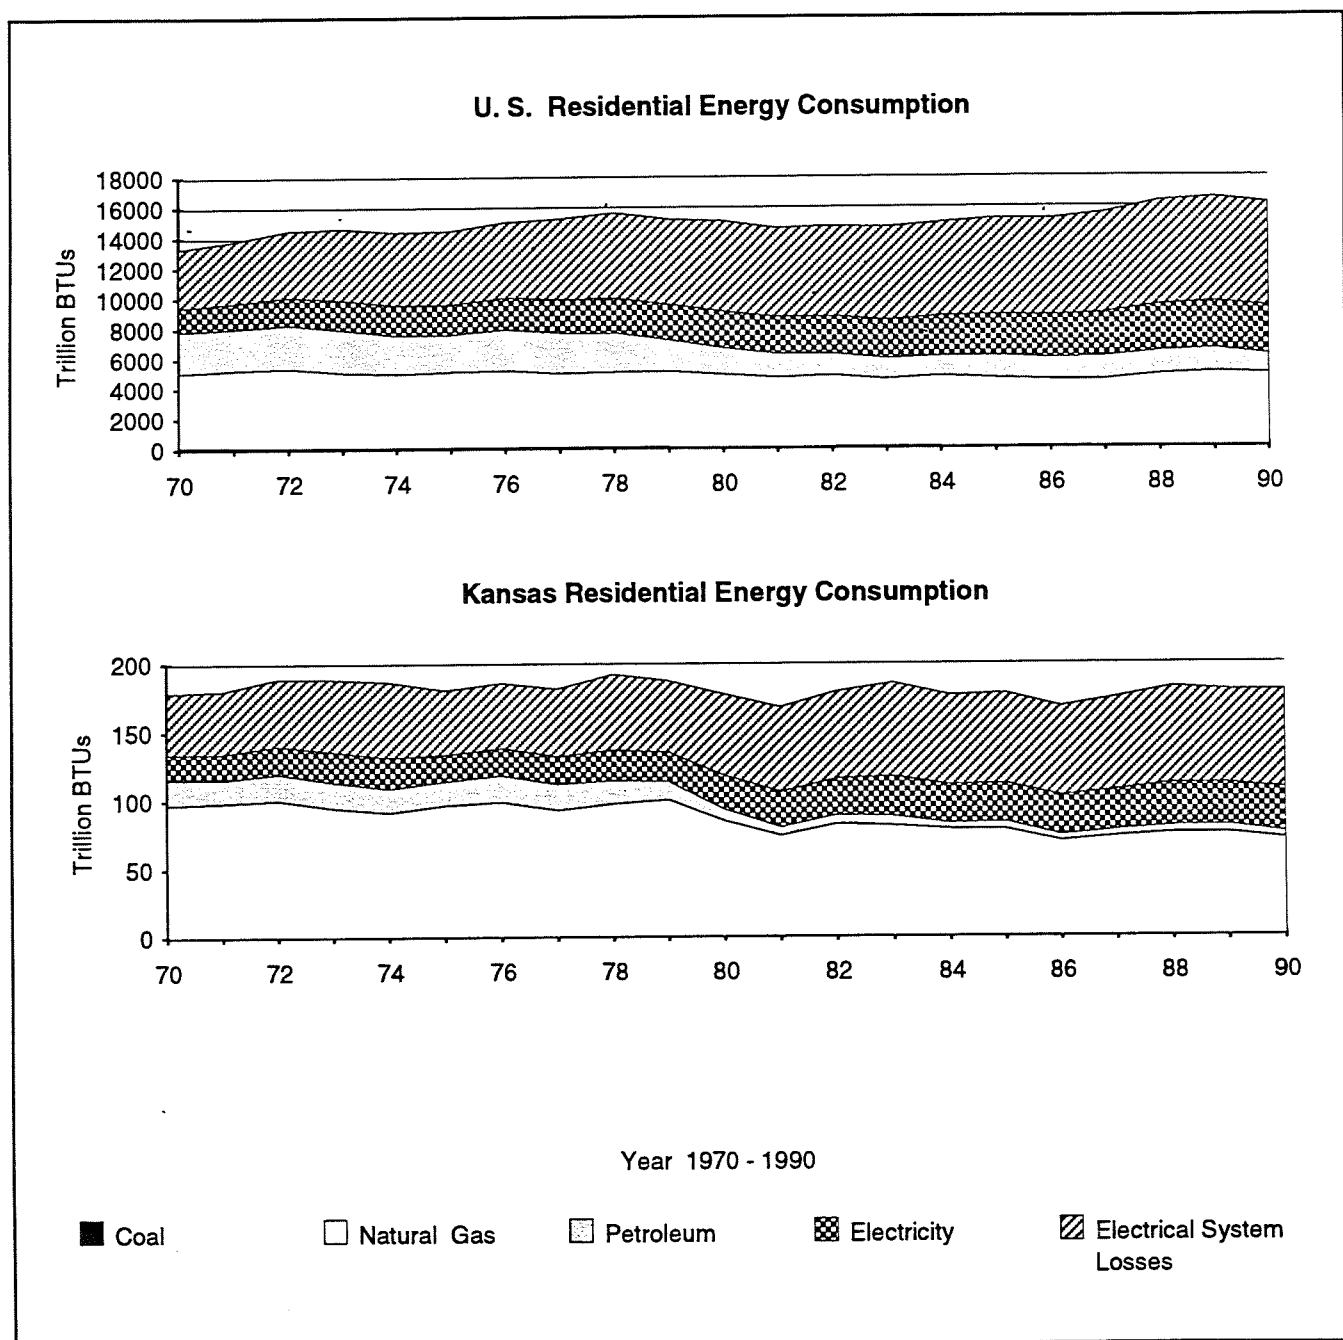 U. S. Residential Energy Consumption
18000
16000
14000
12000
10000
8000
6000
4000
2000
0
Trillion BTUs
70 72 74 76 78 80 82 84 86 88 90
Kansas Residential Energy Consumption
200
150
100
50
0
Trillion BTUs
70 72 74 76 78 80 82 84 86 88 90
Year 1970 - 1990
Coal Natural Gas Petroleum Electricity Electrical System
Losses